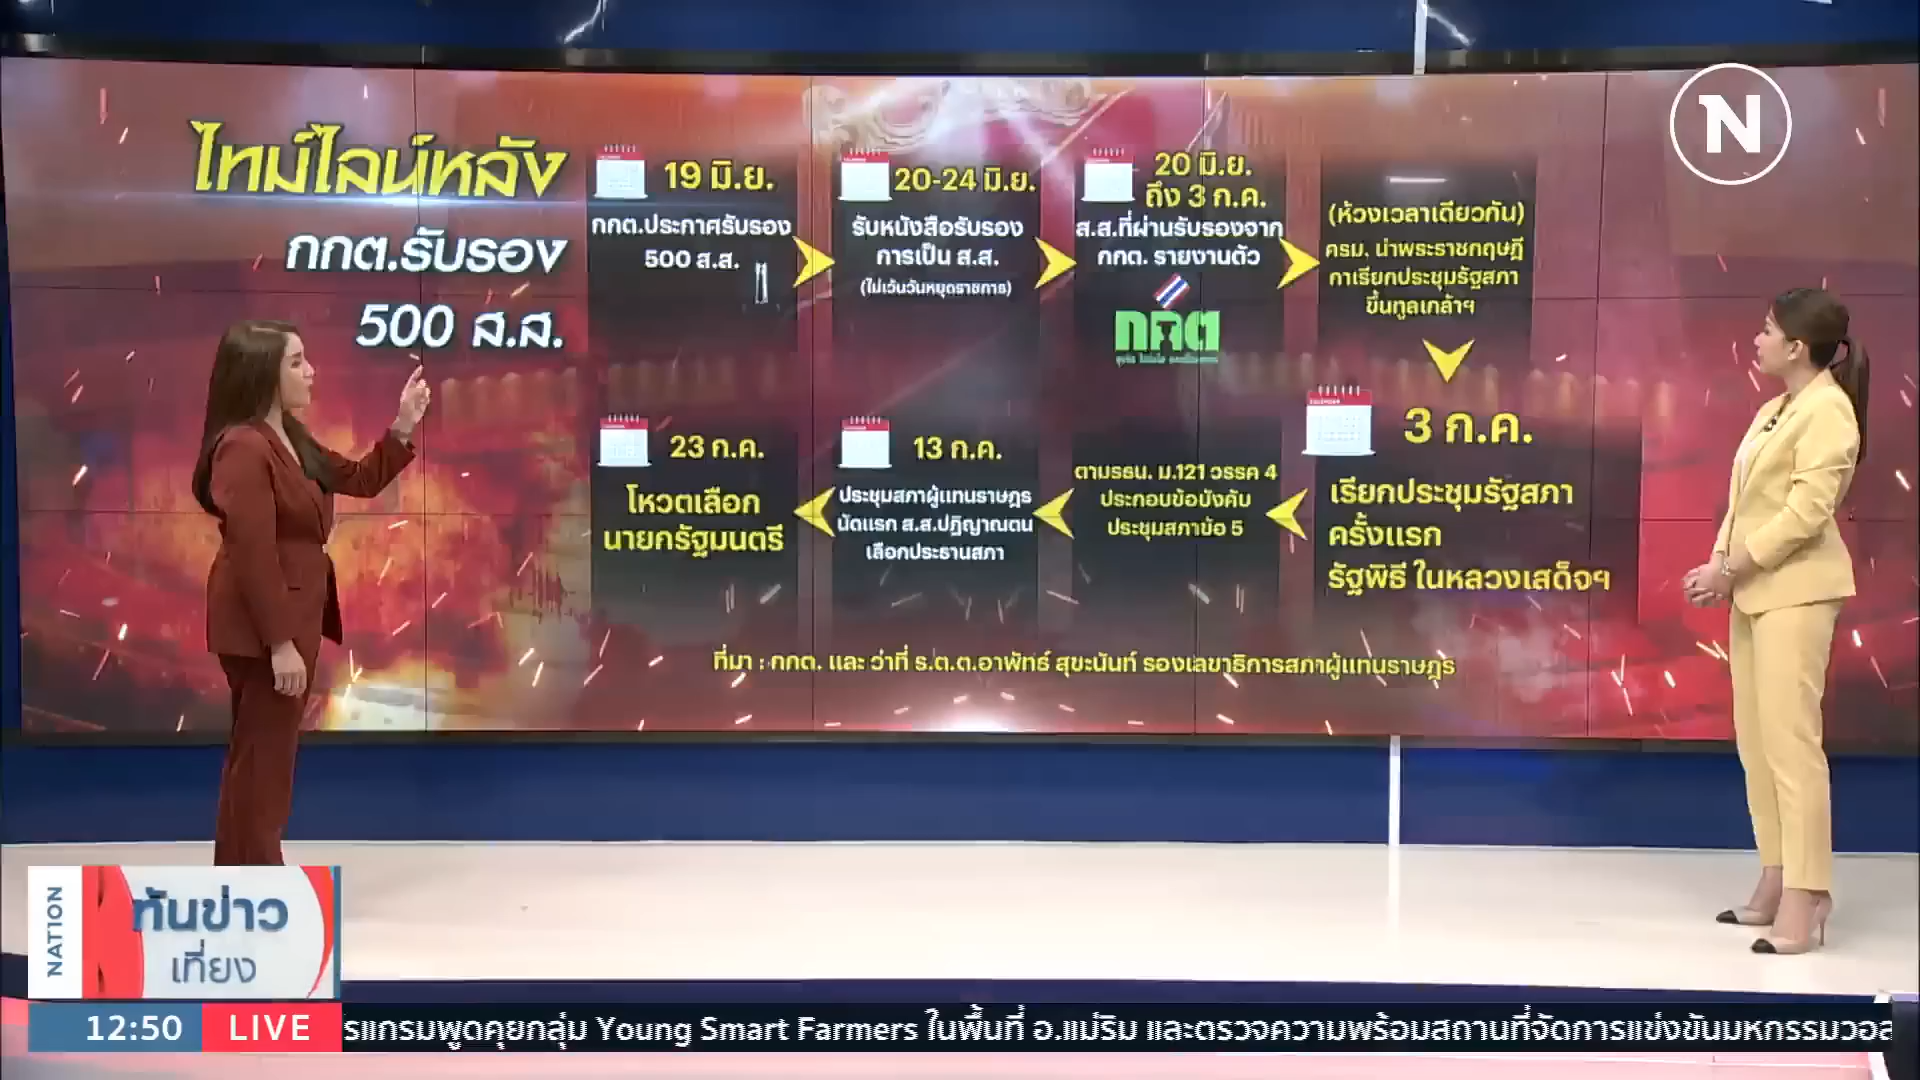 ไทม์ไลน์หลัง
กกต.รับรอง
500 ส.ส.
19 มิ.ย.
กกต.ประกาศรับรอง
500 ส.ส.
20-24 มิ.ย.
รับหนังสือรับรอง
การเป็น ส.ส.
(ไม่เว้นวันหยุดราชการ)
20 มิ.ย.
ถึง 3 ก.ค.
ส.ส.ที่ผ่านรับรองจาก
กกต. รายงานตัว
กกต
(ห้วงเวลาเดียวกัน)
ครม. นำพระราชกฤษฎี
กาเรียกประชุมรัฐสภา
ขึ้นทูลเกล้าฯ
3 ก.ค.
เรียกประชุมรัฐสภา
ครั้งแรก
รัฐพิธี ในหลวงเสด็จฯ
ตามรธน. ม.121 วรรค 4
ประกอบข้อบังคับ
ประชุมสภาข้อ 5
13 ก.ค.
ประชุมสภาผู้แทนราษฎร
นัดแรก ส.ส.ปฏิญาณตน
เลือกประธานสภา
23 ก.ค.
โหวตเลือก
นายกรัฐมนตรี
ที่มา : กกต. และ ว่าที่ ร.ต.ต.อาพัทธ์ สุขะนันท์ รองเลขาธิการสภาผู้แทนราษฎร
N
NATION
ทันข่าว
เที่ยง
12:50
LIVE
รแกรมพูดคุยกลุ่ม Young Smart Farmers ในพื้นที่ อ.แม่ริม และตรวจความพร้อมสถานที่จัดการแข่งขันมหกรรมวอล